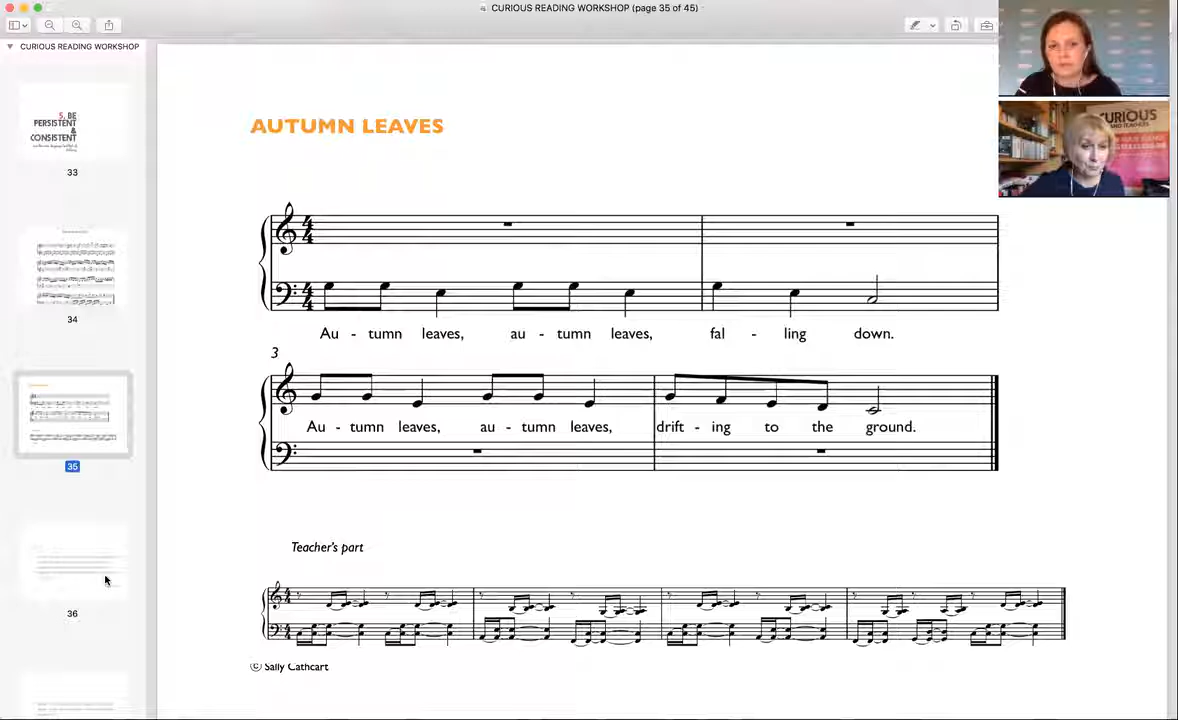 CURIOUS READING WORKSHOP (page 35 of 45)
CURIOUS READING WORKSHOP
5. BE
PERSISTENT
&
CONSISTENT
33
34
35
36
AUTUMN LEAVES
Au - tumn leaves, au - tumn leaves, fal - ling down.
3
Au - tumn leaves, au - tumn leaves, drift - ing to the ground.
Teacher's part
© Sally Cathcart
CURIOUS